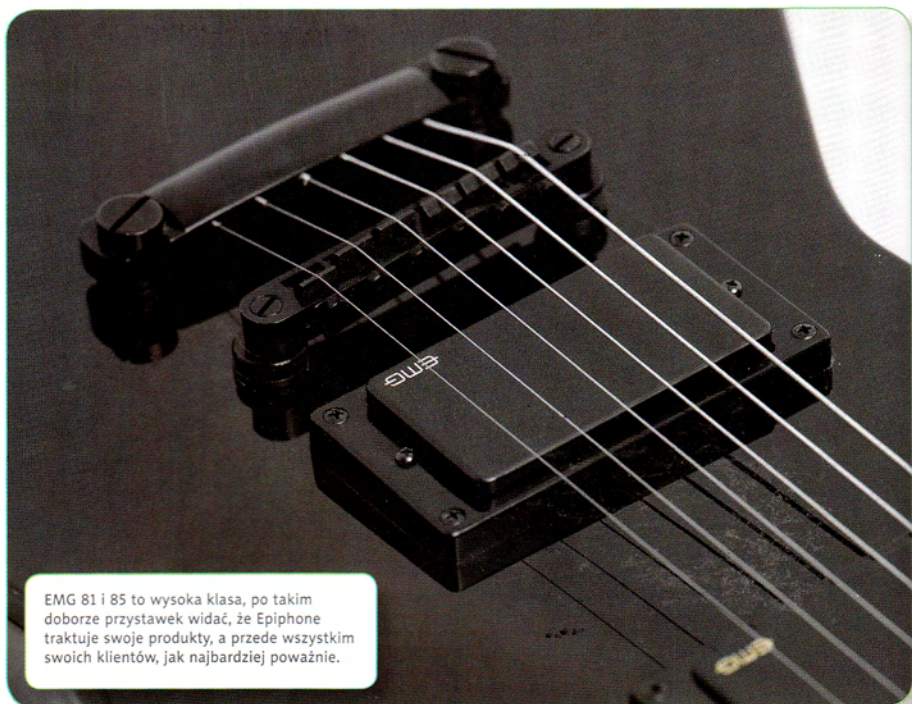 EMG
EMG
EMG 81 i 85 to wysoka klasa, po takim
doborze przystawek widać, że Epiphone
traktuje swoje produkty, a przede wszystkim
swoich klientów, jak najbardziej poważnie.